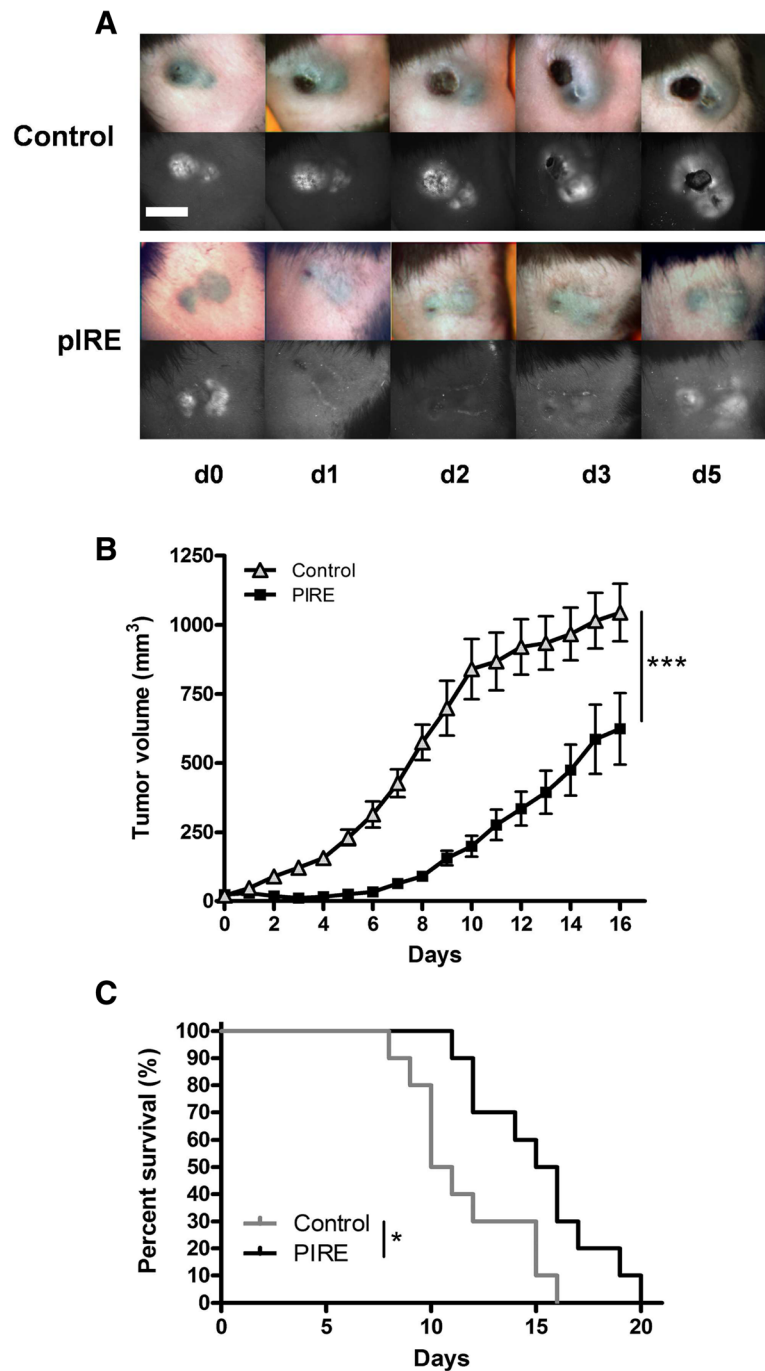 A
Control
pIRE
d0 d1 d2 d3 d5
B
Tumor volume (mm³)
1250
1000
750
500
250
0
Control
PIRE
***
0 2 4 6 8 10 12 14 16
Days
C
Percent survival (%)
100
90
80
70
60
50
40
30
20
10
0
Control
PIRE
*
0 5 10 15 20
Days